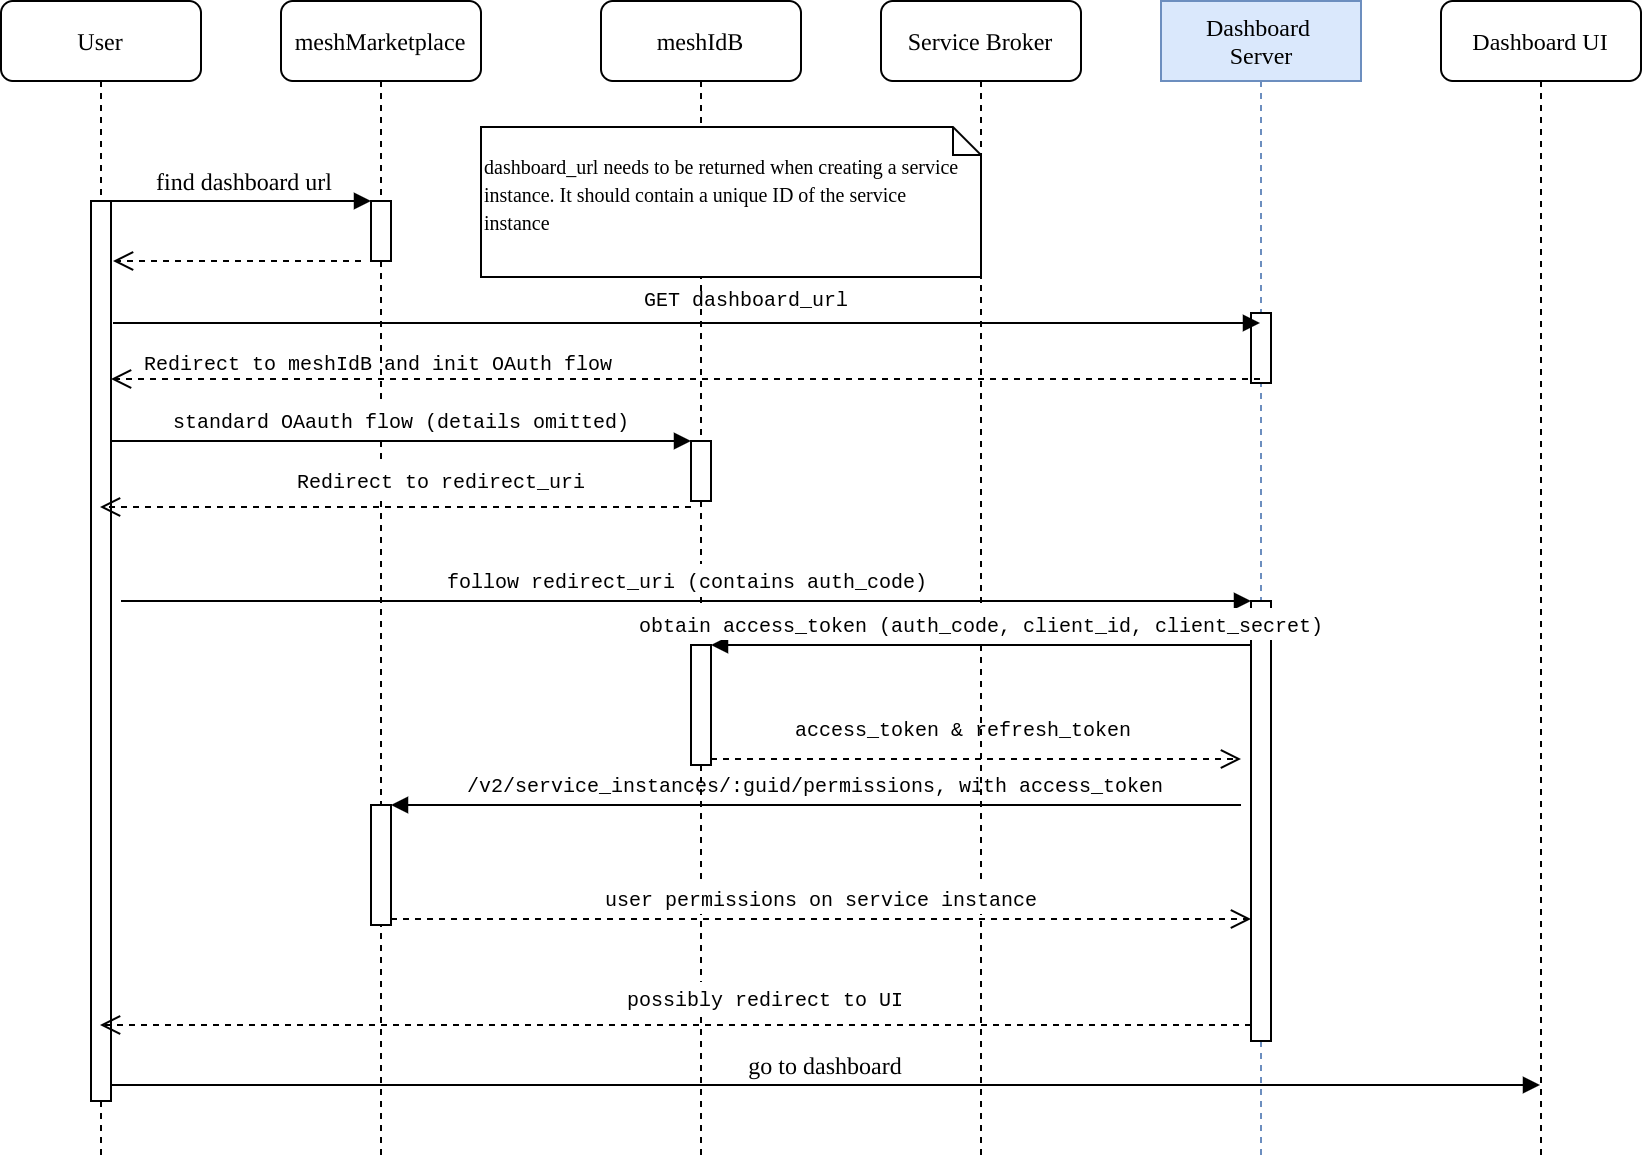 User
meshMarketplace
meshIdB
Service Broker
Dashboard
Server
Dashboard UI
dashboard_url needs to be returned when creating a service
instance. It should contain a unique ID of the service
instance
find dashboard url
GET dashboard_url
Redirect to meshIdB and init OAuth flow
standard OAauth flow (details omitted)
Redirect to redirect_uri
follow redirect_uri (contains auth_code)
obtain access_token (auth_code, client_id, client_secret)
access_token & refresh_token
/v2/service_instances/:guid/permissions, with access_token
user permissions on service instance
possibly redirect to UI
go to dashboard